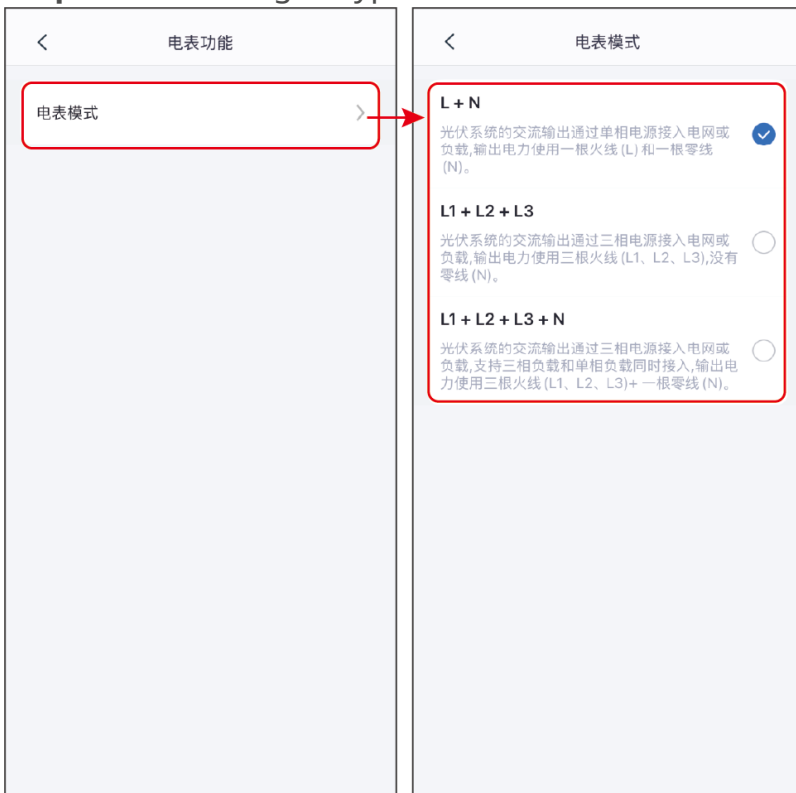 电表功能
电表模式
电表模式
L + N
光伏系统的交流输出通过单相电源接入电网或
负载,输出电力使用一根火线(L)和一根零线
(N)。
L1 + L2 + L3
光伏系统的交流输出通过三相电源接入电网或
负载,输出电力使用三根火线(L1、L2、L3),没有
零线(N)。
L1 + L2 + L3 + N
光伏系统的交流输出通过三相电源接入电网或
负载,支持三相负载和单相负载同时接入,输出电
力使用三根火线(L1、L2、L3)+ 一根零线(N)。